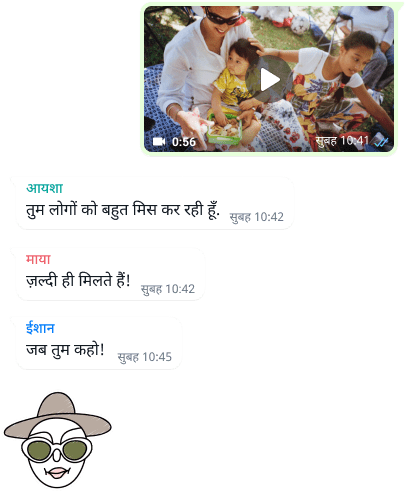 0:56 सुबह 10:41
आयशा
तुम लोगों को बहुत मिस कर रही हूँ. सुबह 10:42
माया
ज़ल्दी ही मिलते हैं! सुबह 10:42
ईशान
जब तुम कहो! सुबह 10:45